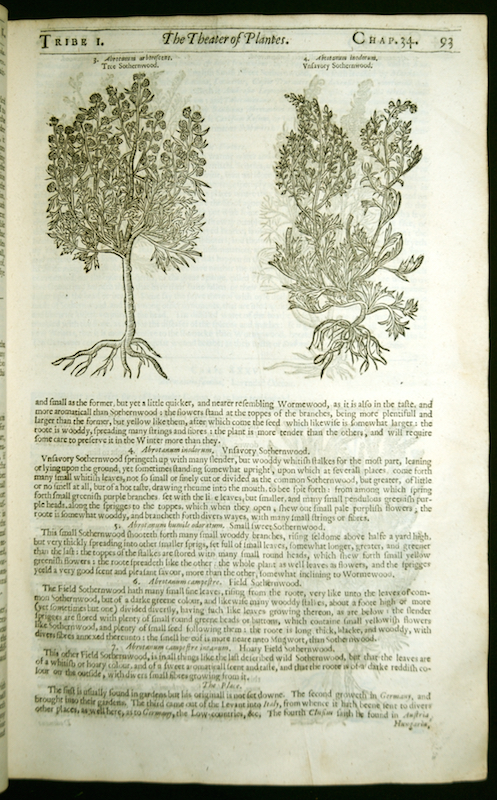 TRIBE I. The Theater of Plantes. CHAP. 34. 93
3. Abrotanum arborescens.
Tree Sothernwood.
4. Abrotanum inodorum.
Vnsavory Sothernwood.
and small as the former, but yet a little quicker, and nearer resembling Wormewood, as it is also in the taste, and
more aromaticall than Sothernwood: the flowers stand at the toppes of the branches, being more plentifull and
larger than the former, but yellow like them, after which come the seed which likewise is somewhat larger: the
roote is wooddy, spreading many strings and fibres: the plant is more tender than the others, and will require
some care to preserve it in the Winter more than they.
4. Abrotanum inodorum, Vnsavory Sothernwood.
Vnsavory Sothernwood springeth up with many slender, but wooddy whitish stalkes for the most part, leaning
or lying upon the ground, yet sometimes standing somewhat upright, upon which at severall places come forth
many small whitish leaves, not so small or finely cut or divided as the common Sothernwood, but greater, of little
or no smell at all, but of a hot taste, drawing rheume into the mouth, to bee spit forth: from among which spring
forth small greenish purple branches set with the like leaves, but smaller, and many small pendulous greenish pur-
ple heads, along the sprigges to the toppes, which when they open, shew out small pale purplish flowers; the
roote is somewhat wooddy, and brancheth forth divers wayes, with many small strings or fibres.
5. Abrotanum humile odoratum. Small sweet Sothernwood.
This small Sothernwood shooteth forth many small wooddy branches, rising seldome above halfe a yard high,
but very thickly spreading into other smaller sprigs, set full of small leaves, somewhat longer, greater, and greener
than the last: the toppes of the stalkes are stored with many small round heads, which shew forth small yellow
greenish flowers: the roote spreadeth like the other: the whole plant as well leaves as flowers, and the sprigges
yeeld a very good scent and pleasant savour, more than the other, somewhat inclining to Wormewood.
6. Abrotanum campestre. Field Sothernwood.
The Field Sothernwood hath many small fine leaves, rising from the roote, very like unto the leaves of com-
mon Sothernwood, but of a darke greene colour, and likewise many wooddy stalkes, about a foote high or more
(yet sometimes but one) divided diversly, having such like leaves growing thereon, as are below: the slender
sprigges are stored with plenty of small round greene heads or buttons, which containe small yellowish flowers
like Sothernwood, and plenty of small seed following them: the roote is long thick, blacke, and wooddy, with
divers fibres annexed thereunto: the smell he out is more neare unto Mugwort, than Sothernwood.
7. Abrotanum campestre incanum. Hoary Field Sothernwood.
This other Field Sothernwood, is in small things like the last described wild Sothernwood, but that the leaves are
of a whitish or hoary colour, and of a sweet aromaticall scent and taste, and that the roote is of a darke reddish co-
lour on the outside, with divers small fibres growing from it.
The Place.
The first is usually found in gardens but his originall is not set downe. The second groweth in Germany, and
brought into their gardens. The third came out of the Levant into Italy, from whence it hath beene sent to divers
other places, as well here, as to Germany, the Low-countries, &c. The fourth Clusius saith he found in Austria,
Hungaria,